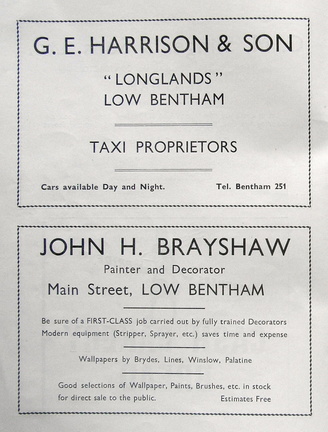 G. E. HARRISON & SON
"LONGLANDS"
LOW BENTHAM
TAXI PROPRIETORS
Cars available Day and Night. Tel. Bentham 251
JOHN H. BRAYSHAW
Painter and Decorator
Main Street, LOW BENTHAM
Be sure of a FIRST-CLASS job carried out by fully trained Decorators
Modern equipment (Stripper, Sprayer, etc.) saves time and expense
Wallpapers by Brydes, Lines, Winslow, Palatine
Good selections of Wallpaper, Paints, Brushes, etc. in stock
for direct sale to the public. Estimates Free